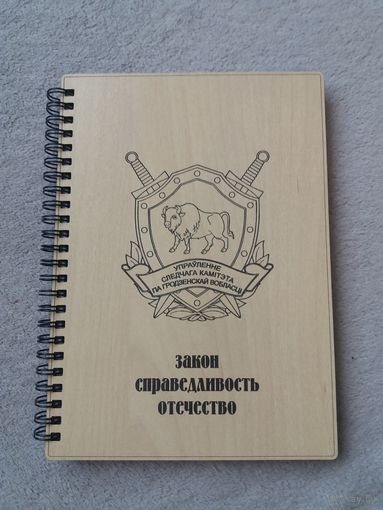 УПРАЎЛЕННЕ
СЛЕДЧАГА КАМІТЭТА
ПА ГРОДЗЕНСКАЙ ВОБЛАСЦІ
закон
справедливость
отечество